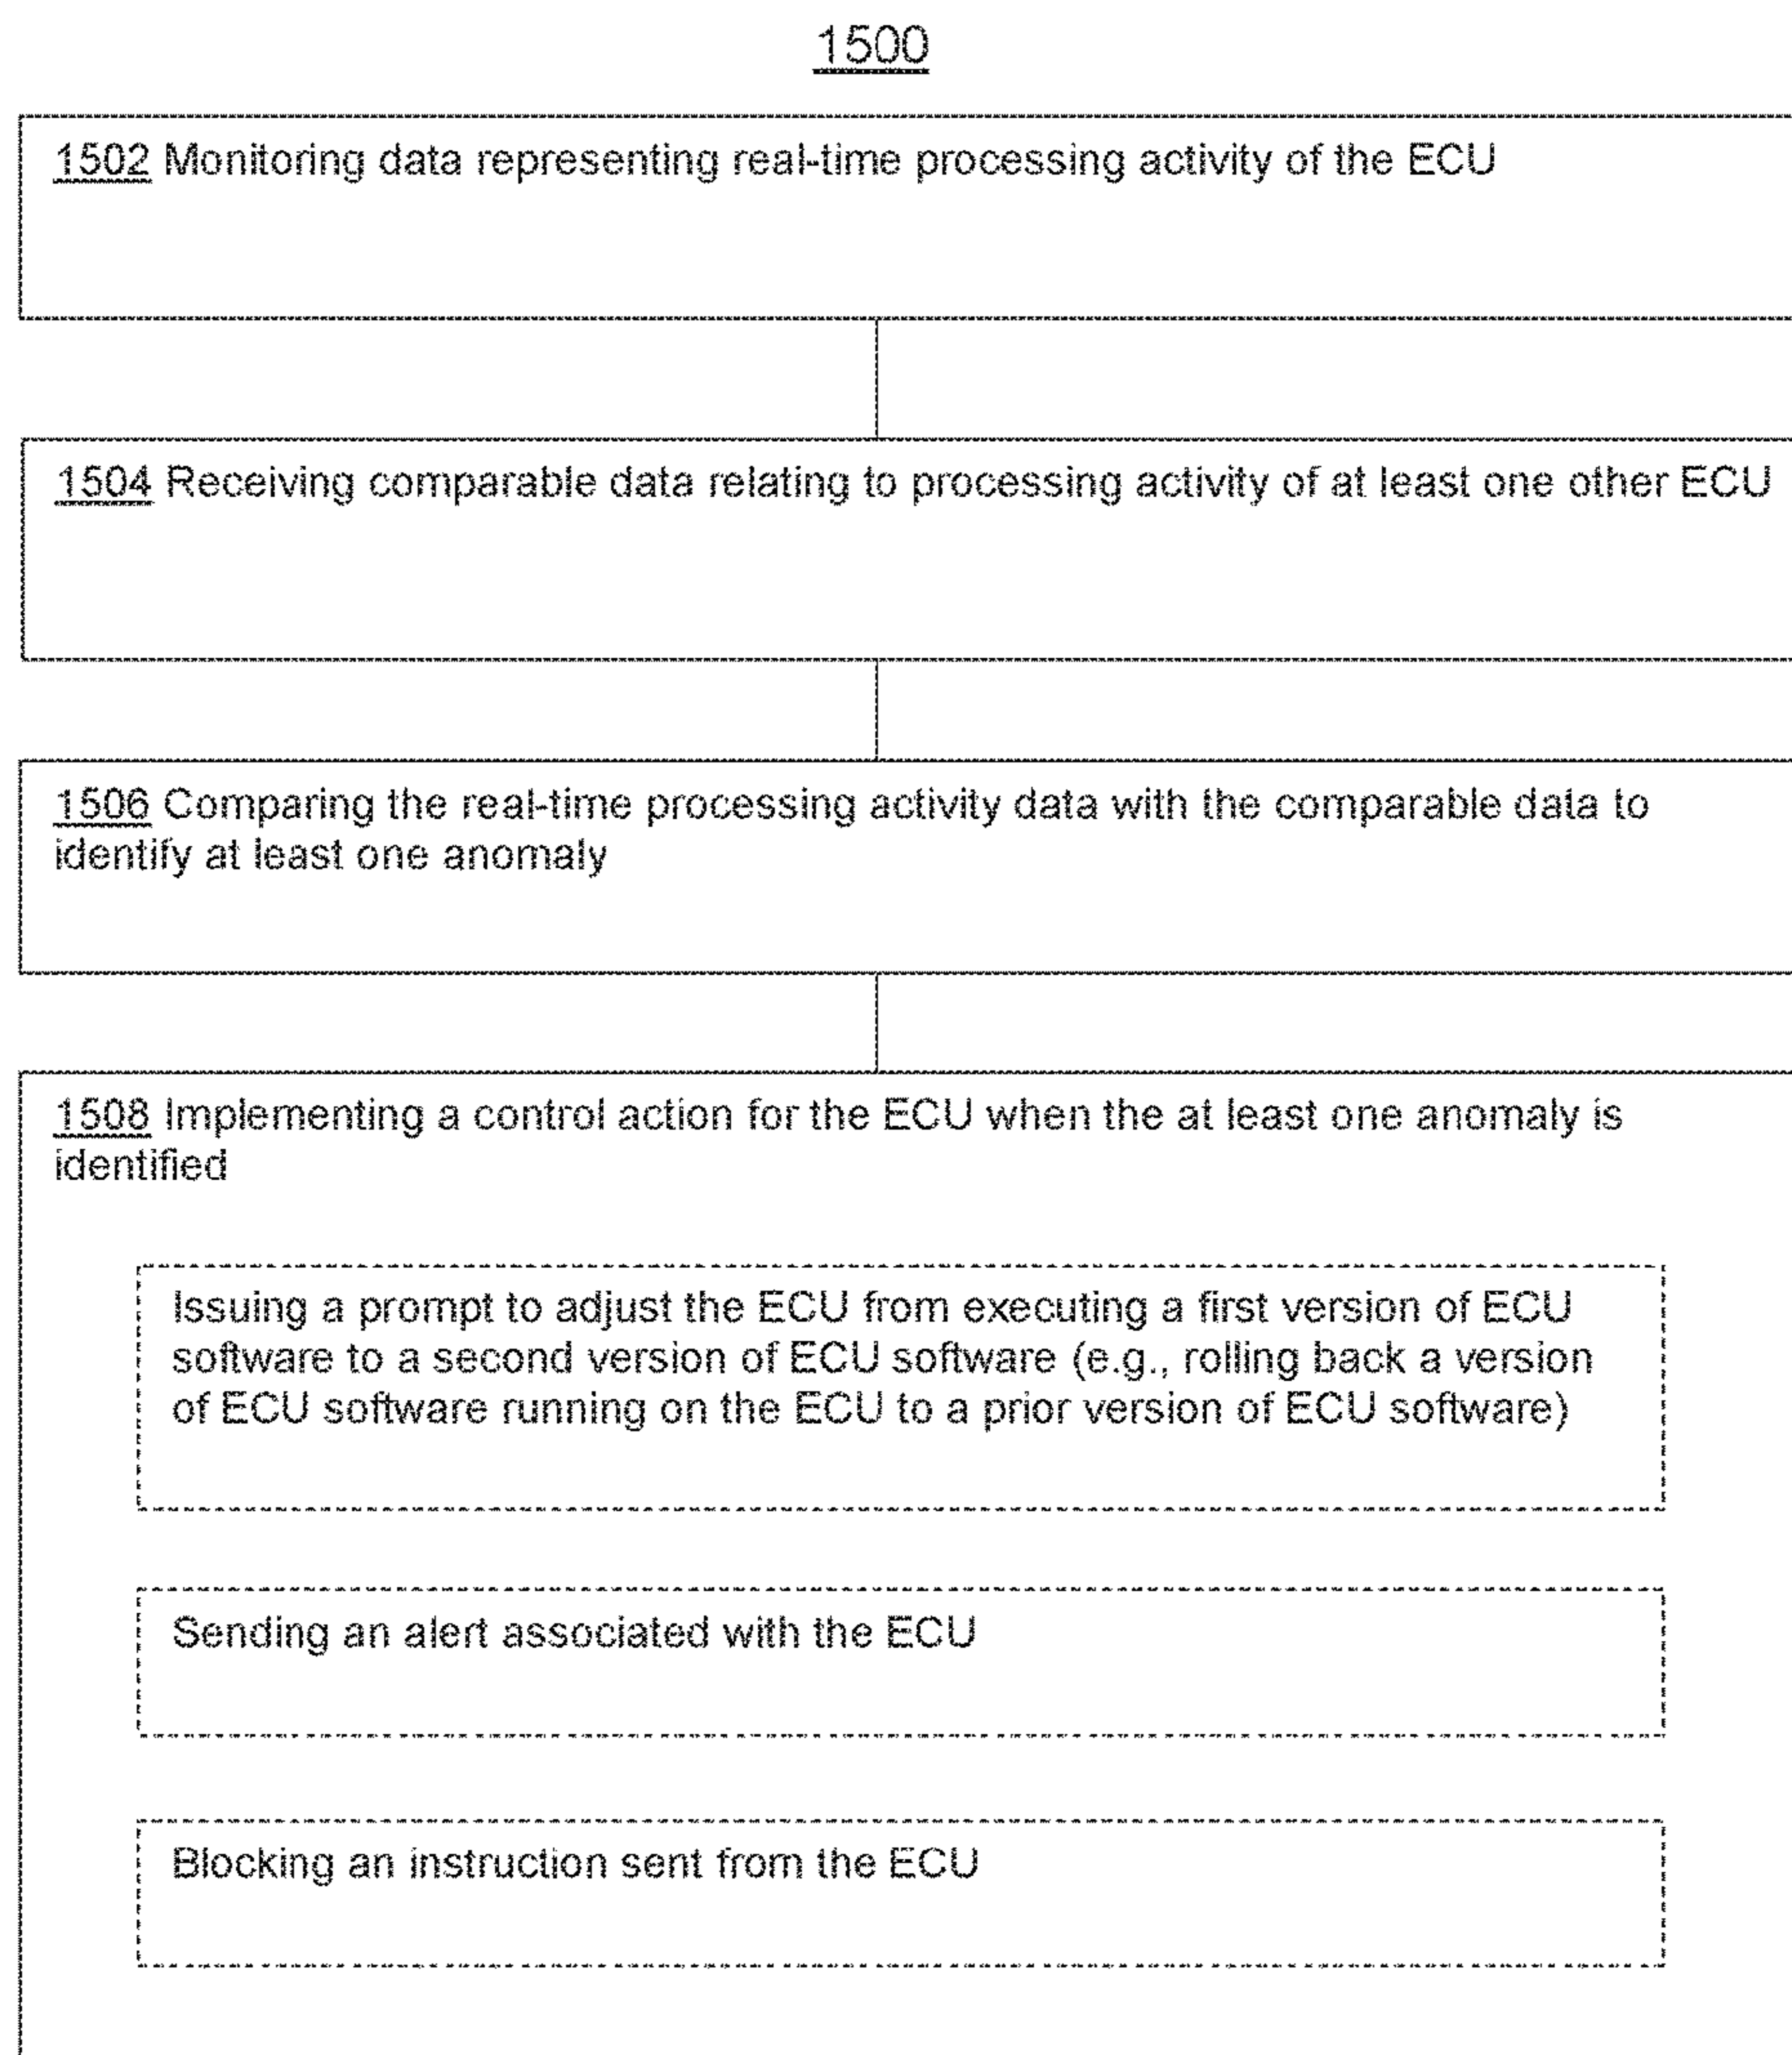 1500
1502 Monitoring data representing real-time processing activity of the ECU
1504 Receiving comparable data relating to processing activity of at least one other ECU
1506 Comparing the real-time processing activity data with the comparable data to
identify at least one anomaly
1508 Implementing a control action for the ECU when the at least one anomaly is
identified
Issuing a prompt to adjust the ECU from executing a first version of ECU
software to a second version of ECU software (e.g., rolling back a version
of ECU software running on the ECU to a prior version of ECU software)
Sending an alert associated with the ECU
Blocking an instruction sent from the ECU